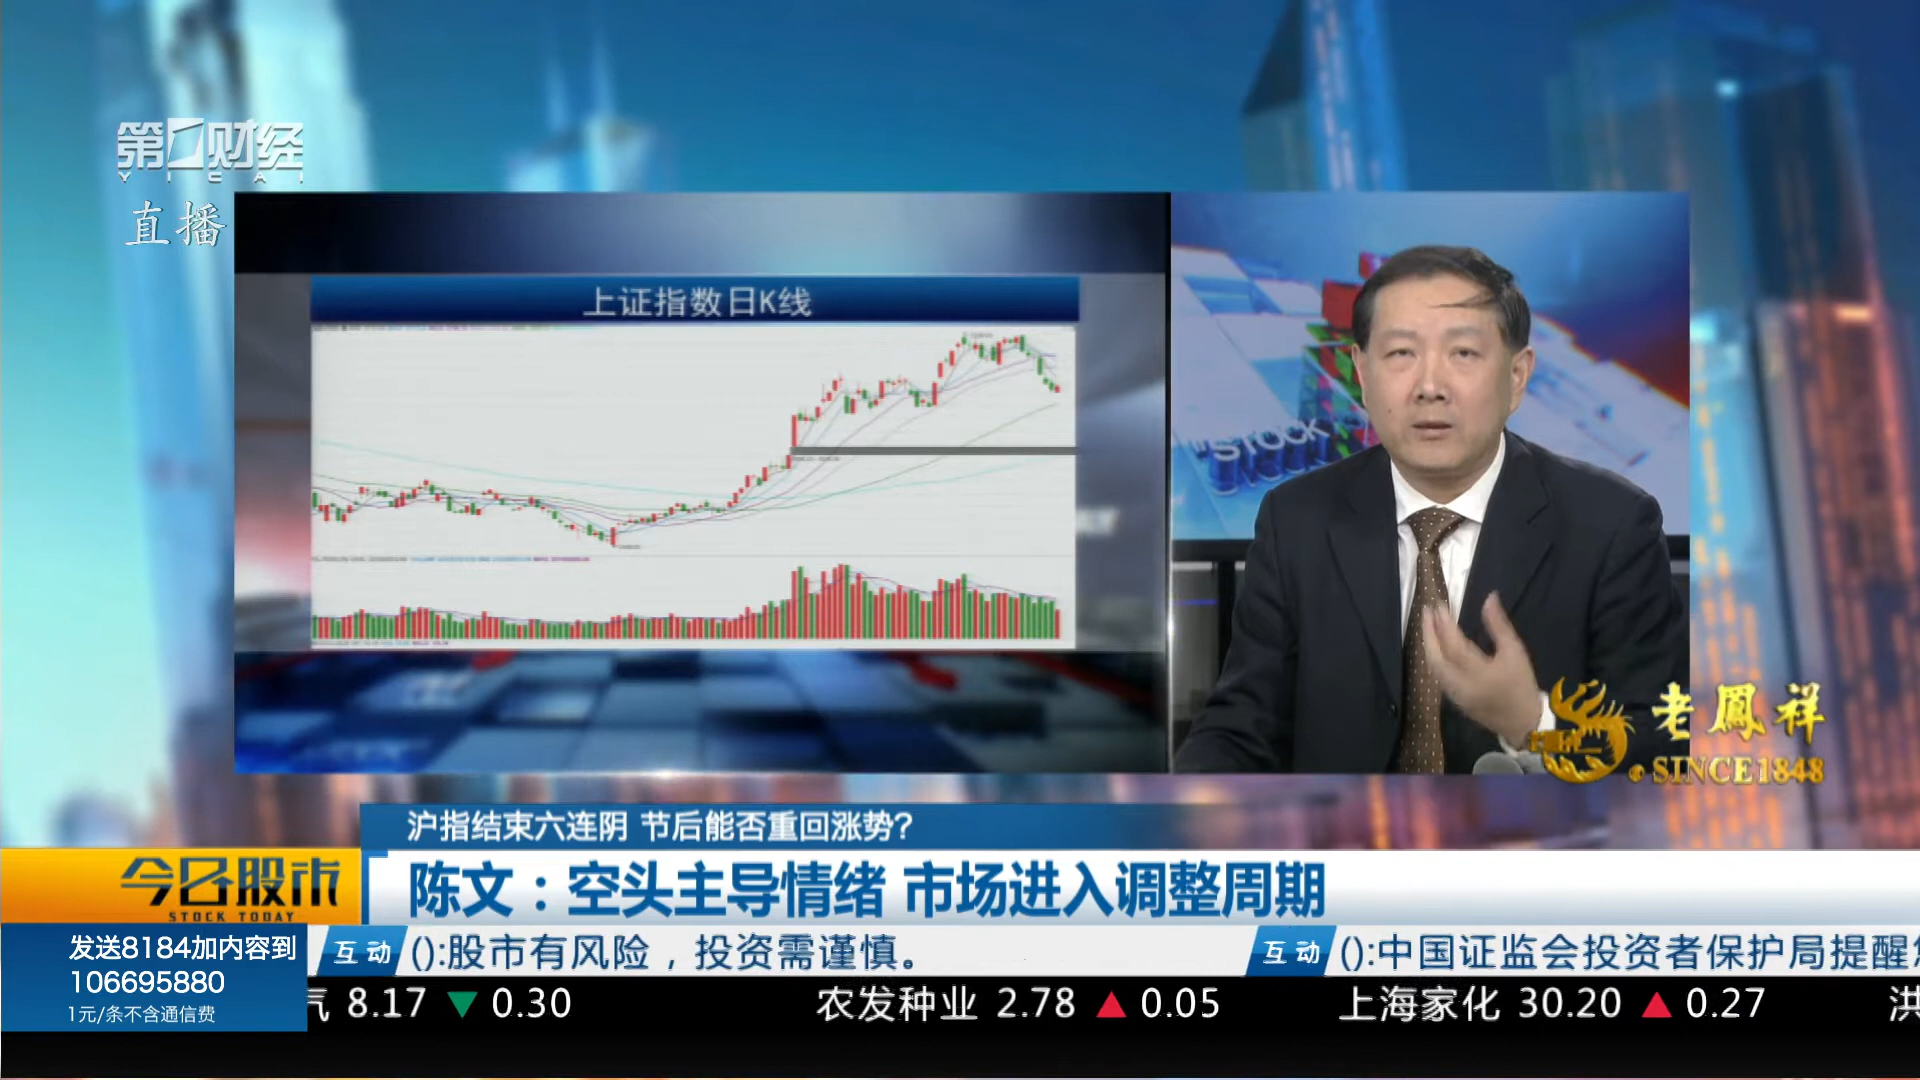 第一财经
YICAI
直播
上证指数日K线
STOCK
老鳳祥
SINCE1848
沪指结束六连阴 节后能否重回涨势?
今日股市
STOCK TODAY
陈文：空头主导情绪 市场进入调整周期
发送8184加内容到
106695880
1元/条不含通信费
互动 ():股市有风险，投资需谨慎。 互动 ():中国证监会投资者保护局提醒
8.17 ▼ 0.30 农发种业 2.78 ▲ 0.05 上海家化 30.20 ▲ 0.27